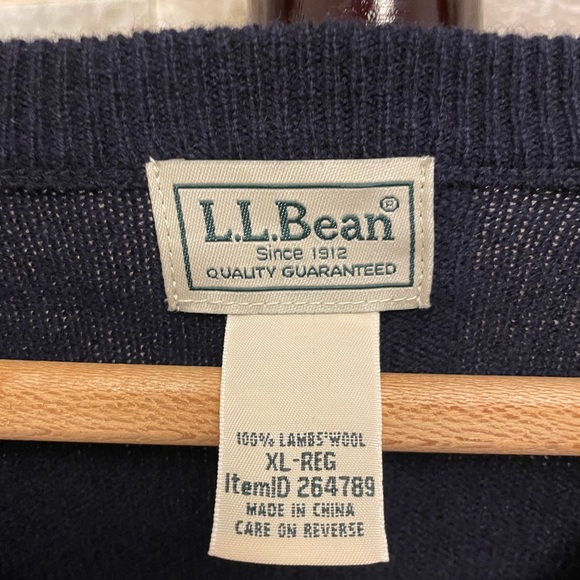 L.L.Bean®
Since 1912
QUALITY GUARANTEED
100% LAMBS' WOOL
XL-REG
ItemID 264789
MADE IN CHINA
CARE ON REVERSE